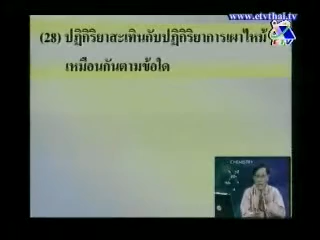 www.etvthai.tv
(28) ปฏิกิริยาสะเทินกับปฏิกิริยาการเผาไหม้
เหมือนกันตามข้อใด
ETV
CHEMISTRY